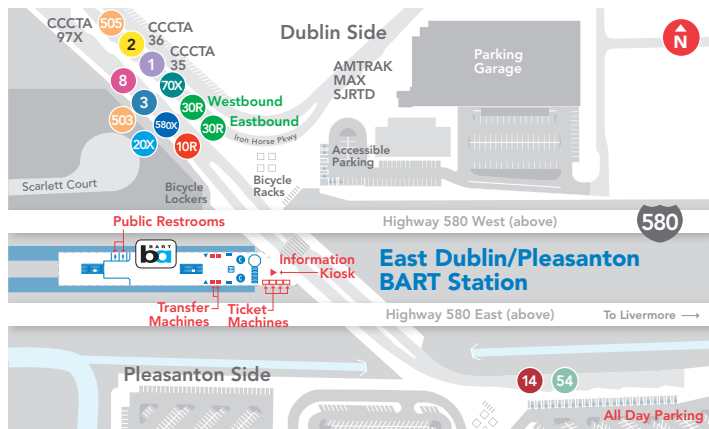 CCCTA
97X
505
CCCTA
36
2
CCCTA
35
1
8
70X
3
30R
Westbound
503
580X
30R
Eastbound
20X
10R
Iron Horse Pkwy
Dublin Side
AMTRAK
MAX
SJRTD
Parking
Garage
N
Accessible
Parking
Scarlett Court
Bicycle
Lockers
Bicycle
Racks
Highway 580 West (above)
580
Public Restrooms
BART
ba
Information
Kiosk
East Dublin/Pleasanton
BART Station
Transfer
Machines
Ticket
Machines
Highway 580 East (above)
To Livermore
Pleasanton Side
14
54
All Day Parking